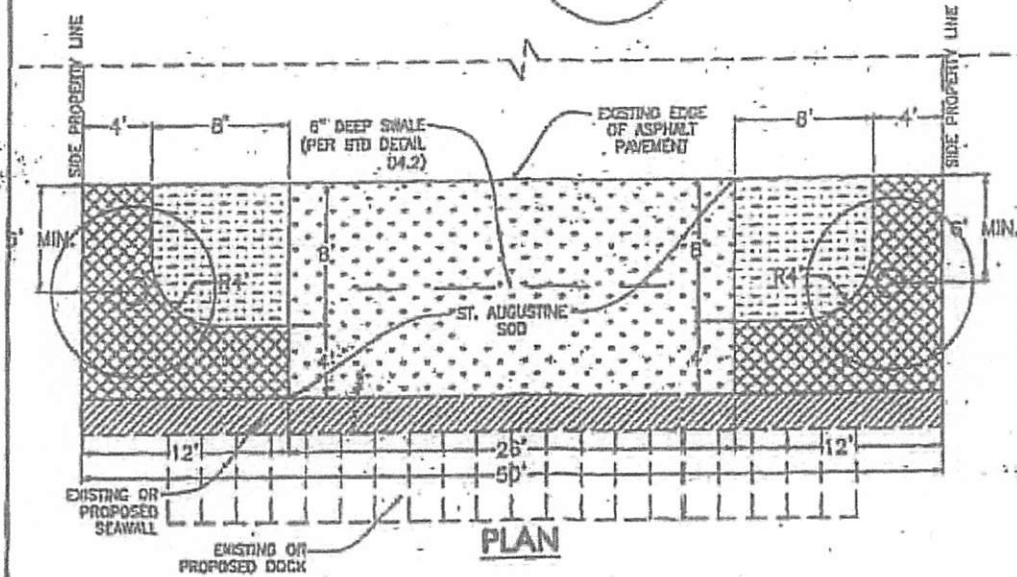 SIDE PROPERTY LINE
SIDE PROPERTY LINE
4'
8'
6" DEEP SWALE
(PER STD DETAIL
D4.2)
EXISTING EDGE
OF ASPHALT
PAVEMENT
8'
4'
MIN.
8'
8'
6'
MIN.
R4'
R4'
ST. AUGUSTINE
SOD
4'
12'
26'
12'
50'
EXISTING OR
PROPOSED
SEAWALL
EXISTING OR
PROPOSED DOCK
PLAN